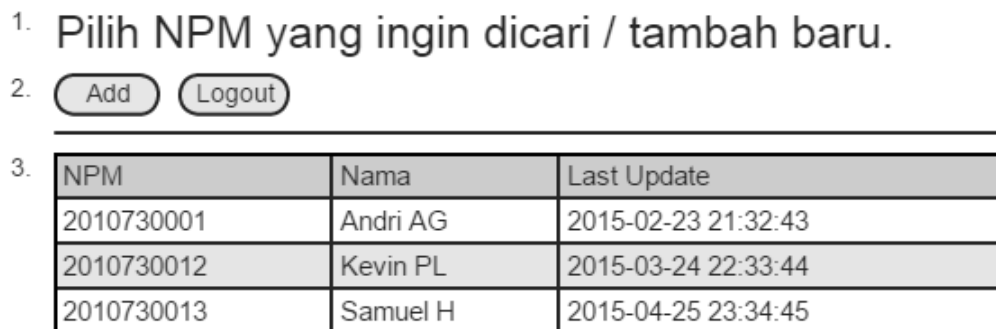 1. Pilih NPM yang ingin dicari / tambah baru.
2. Add Logout
3. NPM Nama Last Update
2010730001 Andri AG 2015-02-23 21:32:43
2010730012 Kevin PL 2015-03-24 22:33:44
2010730013 Samuel H 2015-04-25 23:34:45